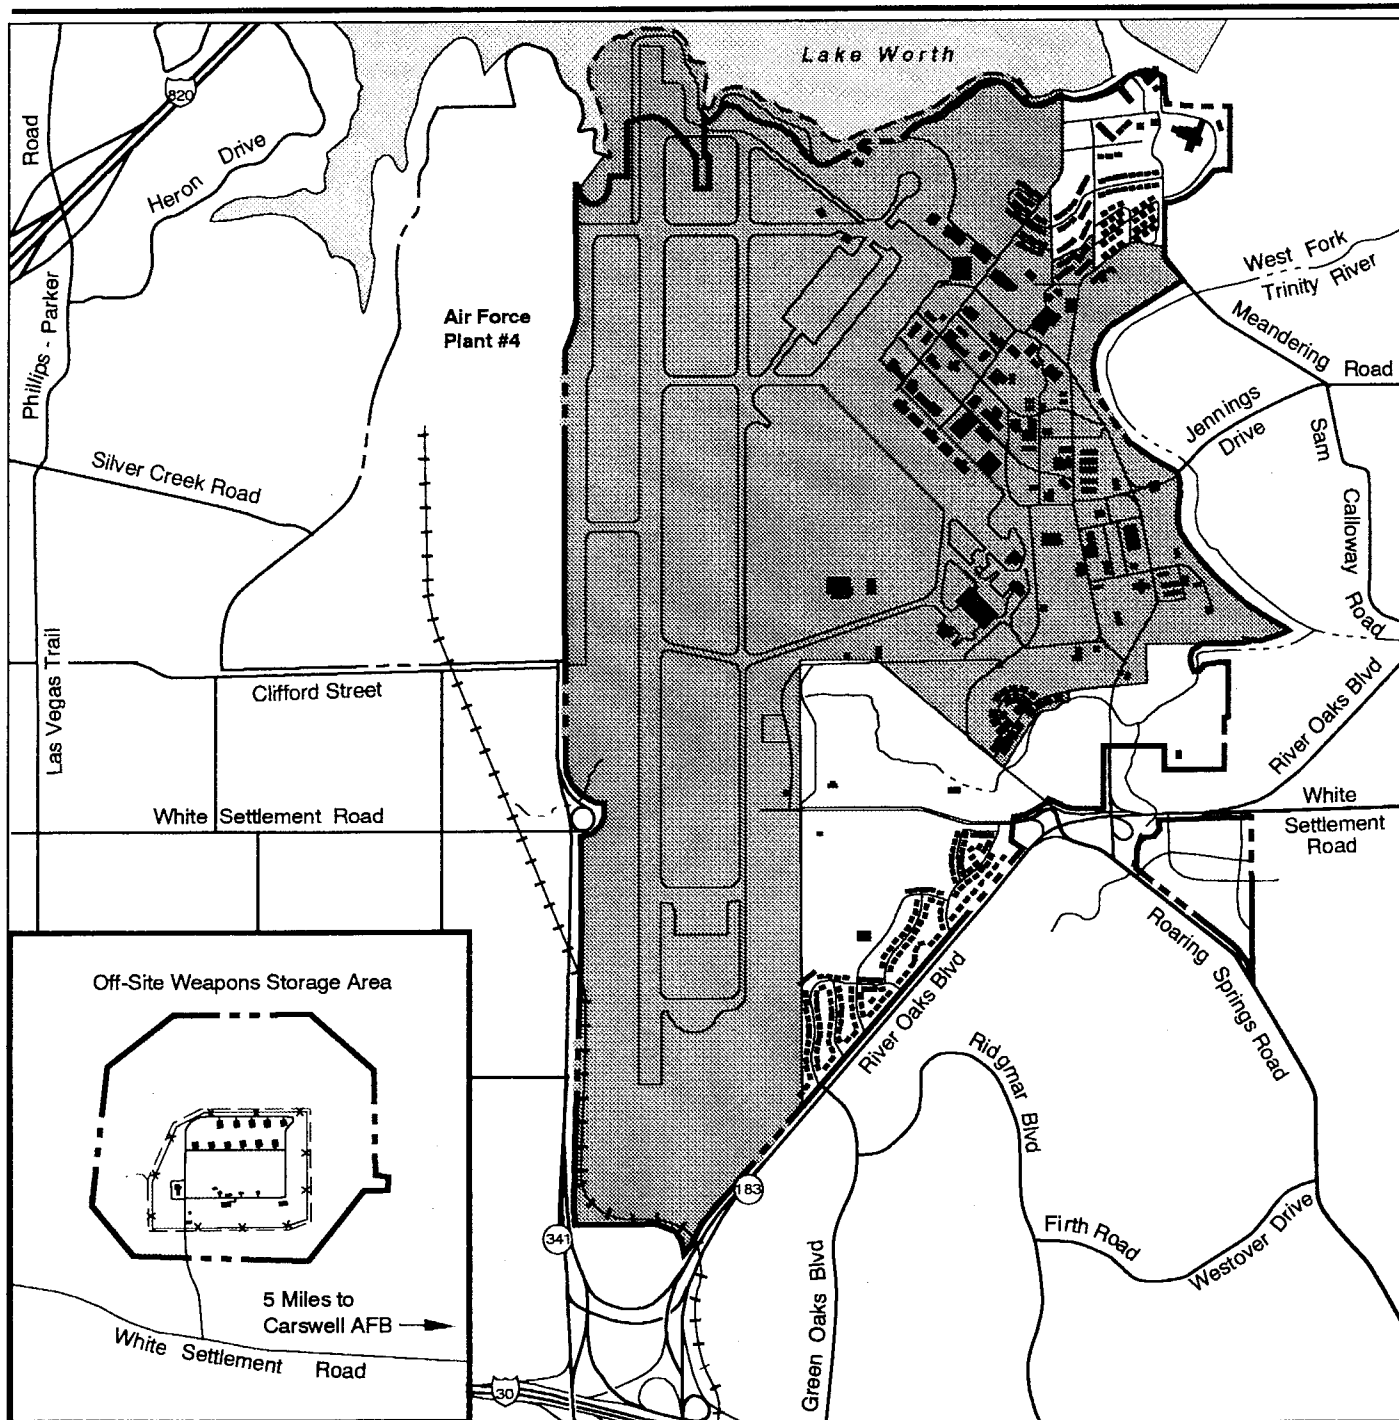 Lake Worth
820
Road
Heron Drive
West Fork
Trinity River
Air Force
Plant #4
Meandering
Road
Phillips - Parker
Jennings
Drive
Sam
Calloway
Road
Silver Creek Road
Las Vegas Trail
Clifford Street
River Oaks Blvd
White Settlement Road
White
Settlement
Road
Roaring Springs Road
Off-Site Weapons Storage Area
River Oaks Blvd
Ridgmar Blvd
183
341
Firth Road
Westover Drive
Green Oaks Blvd
5 Miles to
Carswell AFB
White Settlement Road
30